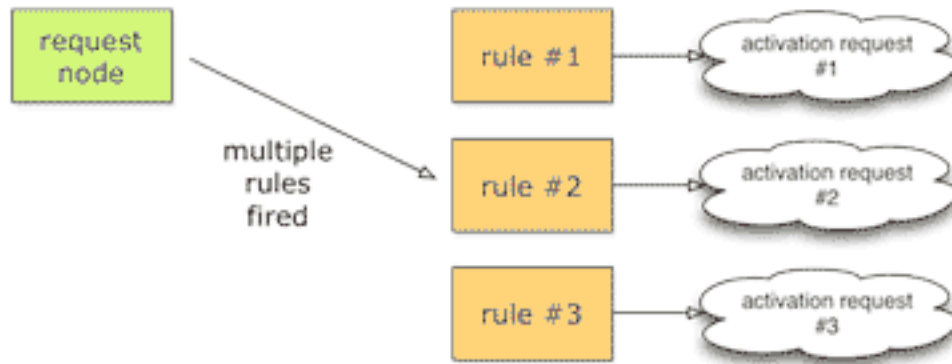 request
node
multiple
rules
fired
rule #1
activation request
#1
rule #2
activation request
#2
rule #3
activation request
#3